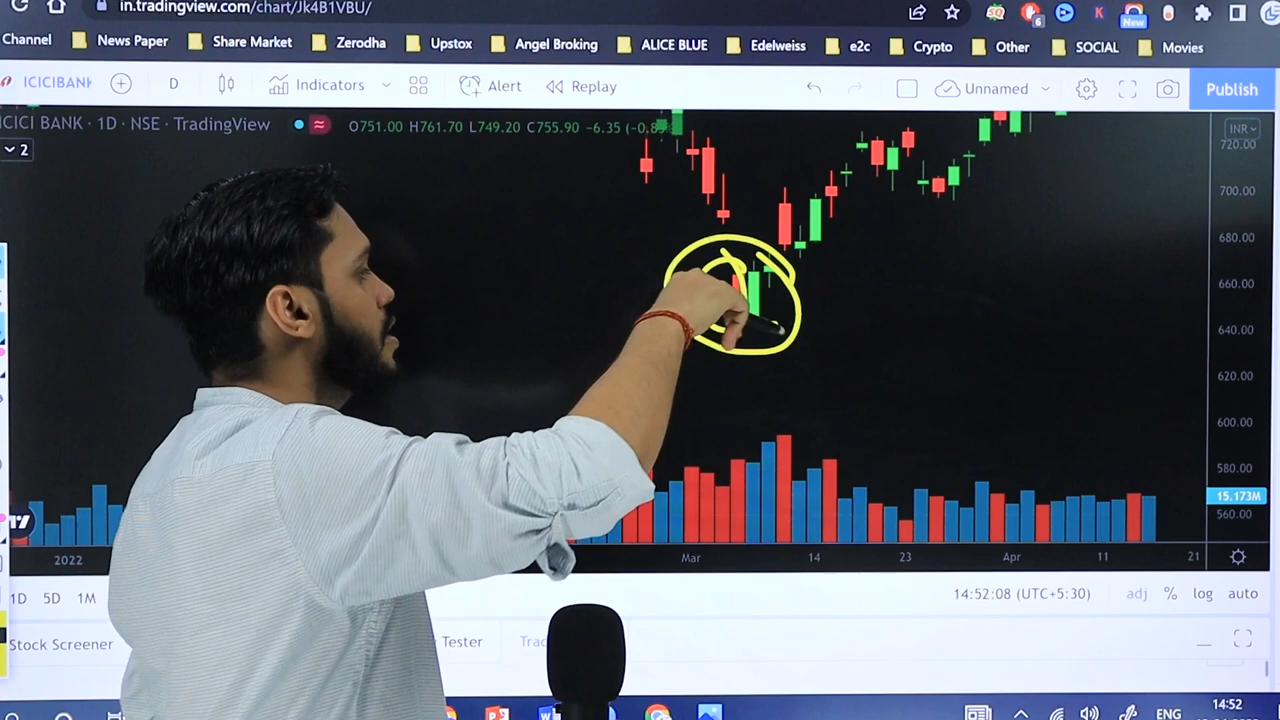 in.tradingview.com/chart/Jk4B1VBU/
6 New
Channel News Paper Share Market Zerodha Upstox Angel Broking ALICE BLUE Edelweiss e2c Crypto Other SOCIAL Movies
ICICIBANK D Indicators Alert Replay Unnamed Publish
ICICI BANK · 1D · NSE · TradingView O751.00 H761.70 L749.20 C755.90 -6.35 INR
2
720.00
700.00
680.00
660.00
640.00
620.00
600.00
580.00
15.173M
560.00
2022 Mar 14 23 Apr 11 21
1D 5D 1M 14:52:08 (UTC+5:30) adj % log auto
Stock Screener Tester
14:52
ENG